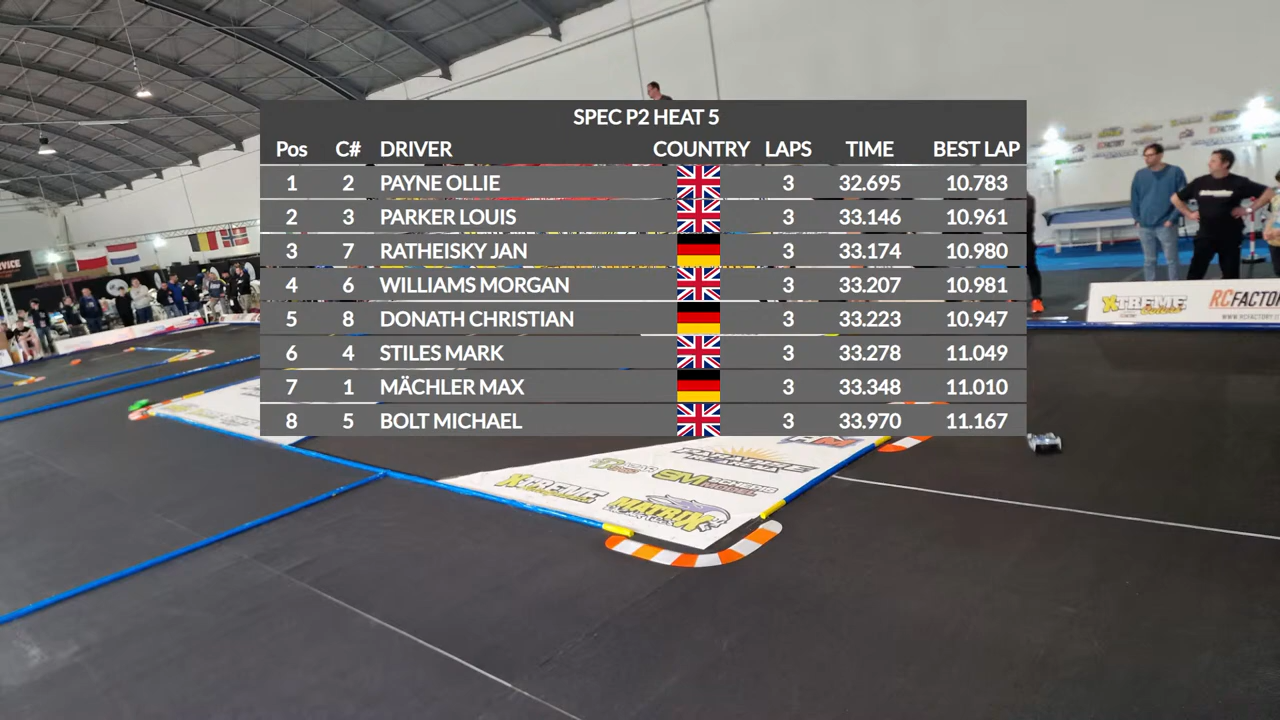 SPEC P2 HEAT 5
Pos C# DRIVER COUNTRY LAPS TIME BEST LAP
1 2 PAYNE OLLIE 3 32.695 10.783
2 3 PARKER LOUIS 3 33.146 10.961
3 7 RATHEISKY JAN 3 33.174 10.980
4 6 WILLIAMS MORGAN 3 33.207 10.981
5 8 DONATH CHRISTIAN 3 33.223 10.947
6 4 STILES MARK 3 33.278 11.049
7 1 MÄCHLER MAX 3 33.348 11.010
8 5 BOLT MICHAEL 3 33.970 11.167
XTREME
RCFACTORY
XTREME
MATRIX